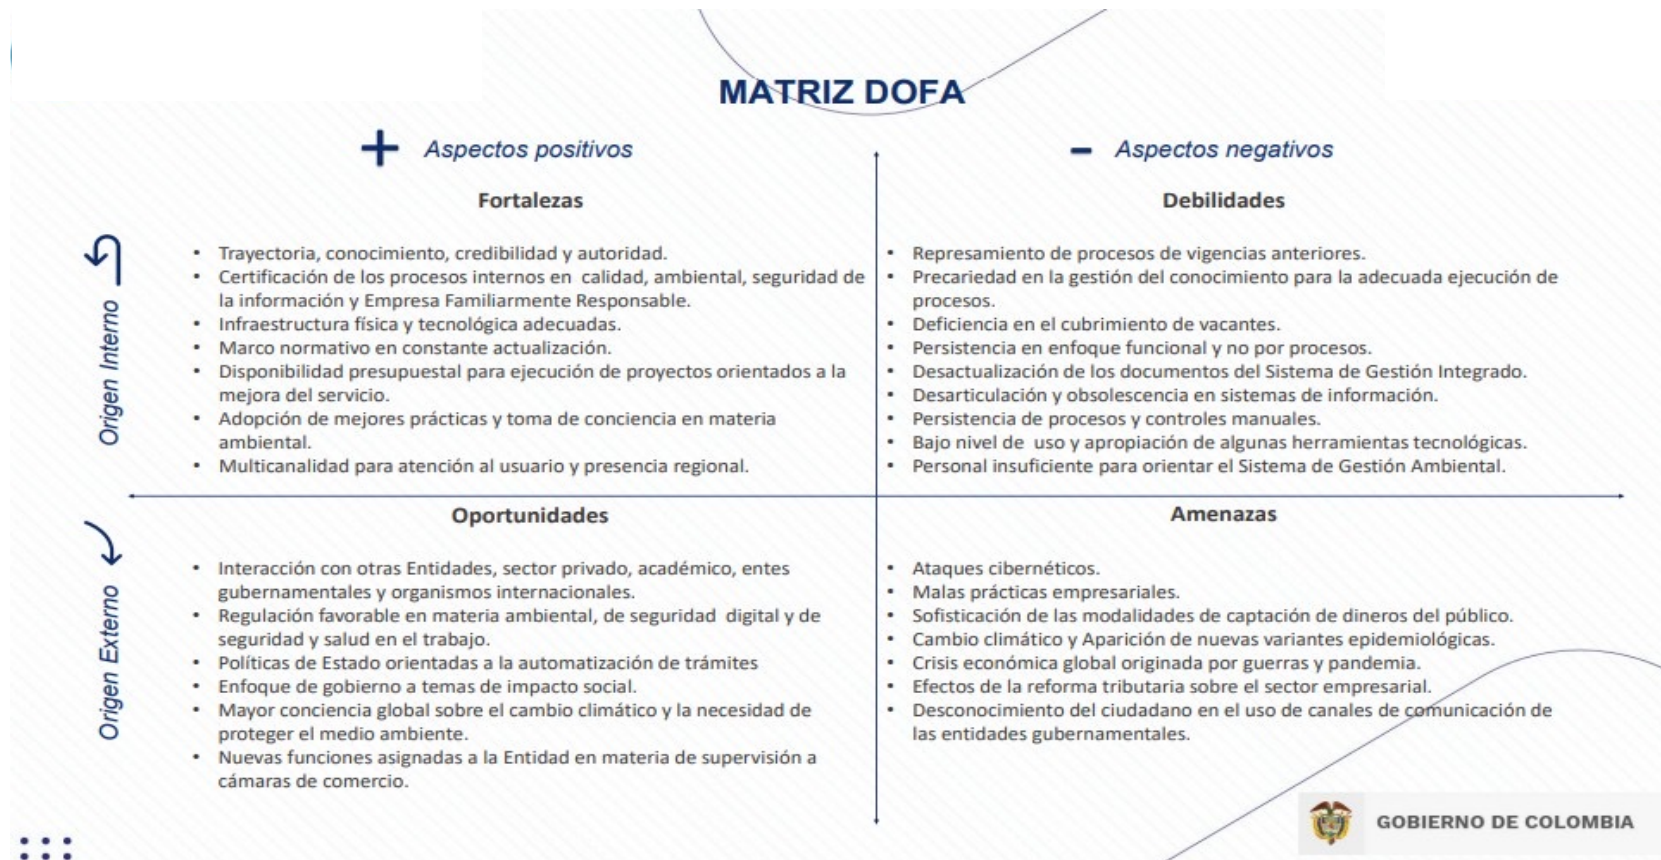 MATRIZ DOFA
+ Aspectos positivos
- Aspectos negativos
Origen Interno
Fortalezas
• Trayectoria, conocimiento, credibilidad y autoridad.
• Certificación de los procesos internos en calidad, ambiental, seguridad de
la información y Empresa Familiarmente Responsable.
• Infraestructura física y tecnológica adecuadas.
• Marco normativo en constante actualización.
• Disponibilidad presupuestal para ejecución de proyectos orientados a la
mejora del servicio.
• Adopción de mejores prácticas y toma de conciencia en materia
ambiental.
• Multicanalidad para atención al usuario y presencia regional.
Debilidades
• Represamiento de procesos de vigencias anteriores.
• Precariedad en la gestión del conocimiento para la adecuada ejecución de
procesos.
• Deficiencia en el cubrimiento de vacantes.
• Persistencia en enfoque funcional y no por procesos.
• Desactualización de los documentos del Sistema de Gestión Integrado.
• Desarticulación y obsolescencia en sistemas de información.
• Persistencia de procesos y controles manuales.
• Bajo nivel de uso y apropiación de algunas herramientas tecnológicas.
• Personal insuficiente para orientar el Sistema de Gestión Ambiental.
Origen Externo
Oportunidades
• Interacción con otras Entidades, sector privado, académico, entes
gubernamentales y organismos internacionales.
• Regulación favorable en materia ambiental, de seguridad digital y de
seguridad y salud en el trabajo.
• Políticas de Estado orientadas a la automatización de trámites
• Enfoque de gobierno a temas de impacto social.
• Mayor conciencia global sobre el cambio climático y la necesidad de
proteger el medio ambiente.
• Nuevas funciones asignadas a la Entidad en materia de supervisión a
cámaras de comercio.
Amenazas
• Ataques cibernéticos.
• Malas prácticas empresariales.
• Sofisticación de las modalidades de captación de dineros del público.
• Cambio climático y Aparición de nuevas variantes epidemiológicas.
• Crisis económica global originada por guerras y pandemia.
• Efectos de la reforma tributaria sobre el sector empresarial.
• Desconocimiento del ciudadano en el uso de canales de comunicación de
las entidades gubernamentales.
GOBIERNO DE COLOMBIA